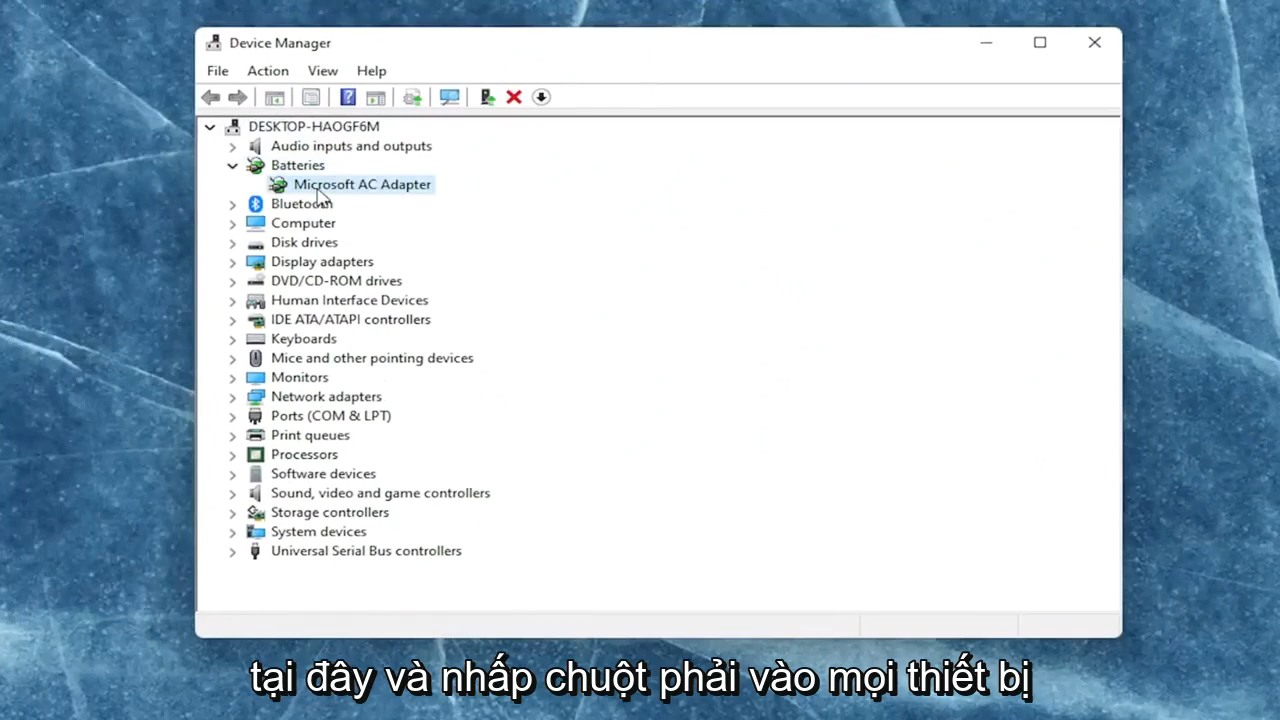 Device Manager
File Action View Help
DESKTOP-HAOGF6M
Audio inputs and outputs
Batteries
Microsoft AC Adapter
Bluetooth
Computer
Disk drives
Display adapters
DVD/CD-ROM drives
Human Interface Devices
IDE ATA/ATAPI controllers
Keyboards
Mice and other pointing devices
Monitors
Network adapters
Ports (COM & LPT)
Print queues
Processors
Software devices
Sound, video and game controllers
Storage controllers
System devices
Universal Serial Bus controllers
tại đây và nhấp chuột phải vào mọi thiết bị